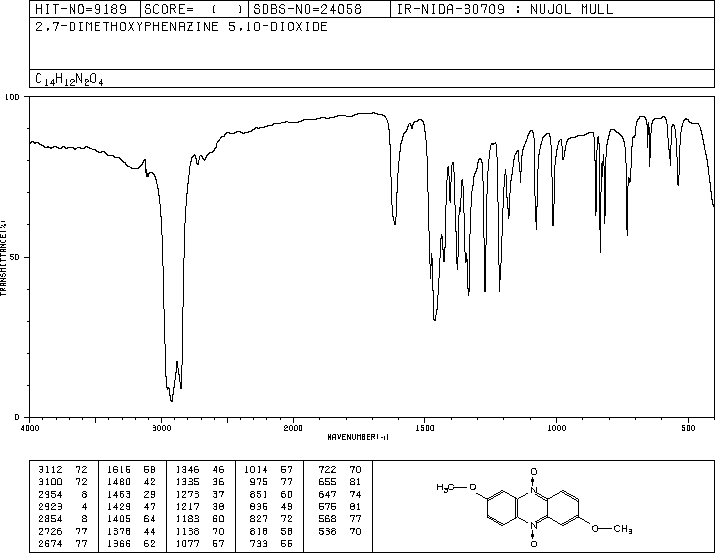 HIT-NO=9189 SCORE= ( ) SDBS-NO=24058 IR-NIDA-30709 : NUJOL MULL
2,7-DIMETHOXYPHENAZINE 5,10-DIOXIDE
C14H12N2O4
100
50
0
TRANSMITTANCE(%)
4000 3000 2000 1500 1000 500
WAVENUMBER(-1)
3112 72 1616 58 1346 46 1014 57 722 70
3100 72 1480 42 1335 36 975 77 655 81
2954 8 1463 29 1273 37 851 60 647 74
2923 4 1429 47 1217 38 835 49 575 81
2854 8 1405 64 1183 60 827 72 568 77
2726 77 1378 44 1138 70 818 58 538 70
2674 77 1366 62 1077 57 733 55
O
H3C O N
N O CH3
O